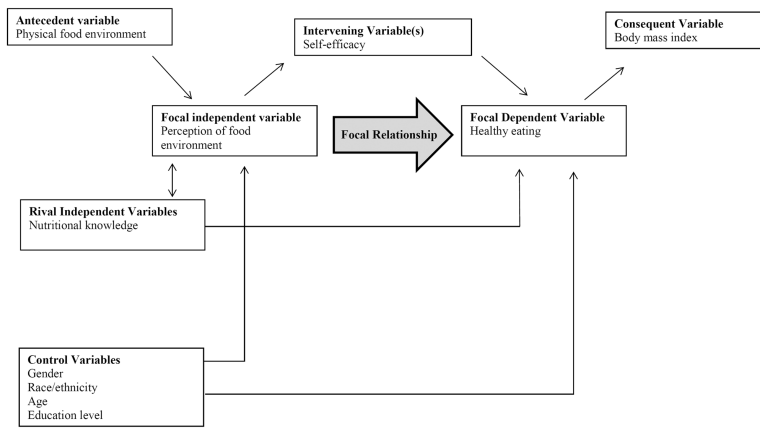 Antecedent variable
Physical food environment
Intervening Variable(s)
Self-efficacy
Consequent Variable
Body mass index
Focal independent variable
Perception of food
environment
Focal Relationship
Focal Dependent Variable
Healthy eating
Rival Independent Variables
Nutritional knowledge
Control Variables
Gender
Race/ethnicity
Age
Education level